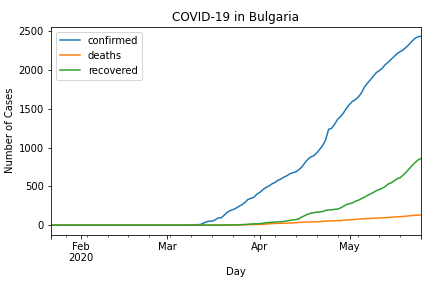 COVID-19 in Bulgaria
confirmed
deaths
recovered
2500
2000
1500
1000
500
0
Number of Cases
Feb
2020
Mar
Apr
May
Day